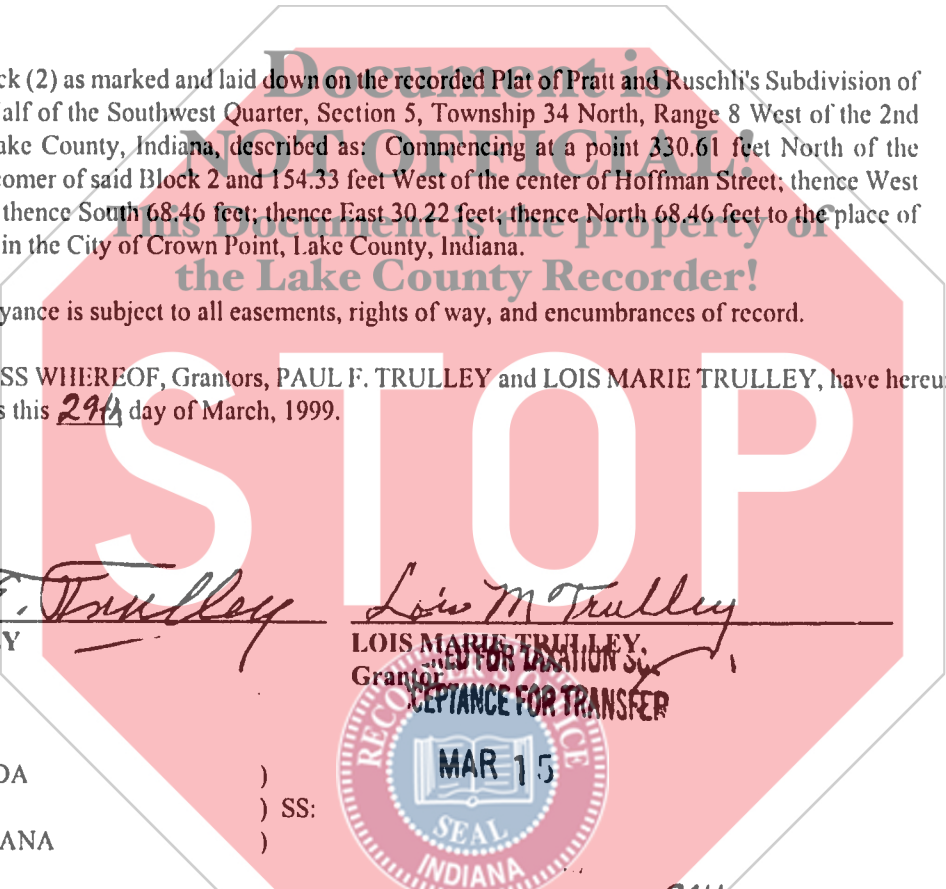 Document is
ck (2) as marked and laid down on the recorded Plat of Pratt and Ruschli's Subdivision of
alf of the Southwest Quarter, Section 5, Township 34 North, Range 8 West of the 2nd
ake County, Indiana, described as: Commencing at a point 330.61 feet North of the
NOT OFFICIAL!
corner of said Block 2 and 154.33 feet West of the center of Hoffman Street; thence West
thence South 68.46 feet; thence East 30.22 feet; thence North 68.46 feet to the place of
This Document is the property of
in the City of Crown Point, Lake County, Indiana.
the Lake County Recorder!
yance is subject to all easements, rights of way, and encumbrances of record.
SS WHEREOF, Grantors, PAUL F. TRULLEY and LOIS MARIE TRULLEY, have hereu
s this 29th day of March, 1999.
STOP
F. Trulley Lois M Trulley
Y LOIS MARIE TRULLEY,
Grantor
FOR TAXATION
CEPTANCE FOR TRANSFER
MAR 15
RECORDER'S OFFICE
SEAL
INDIANA
DA )
) SS:
ANA )